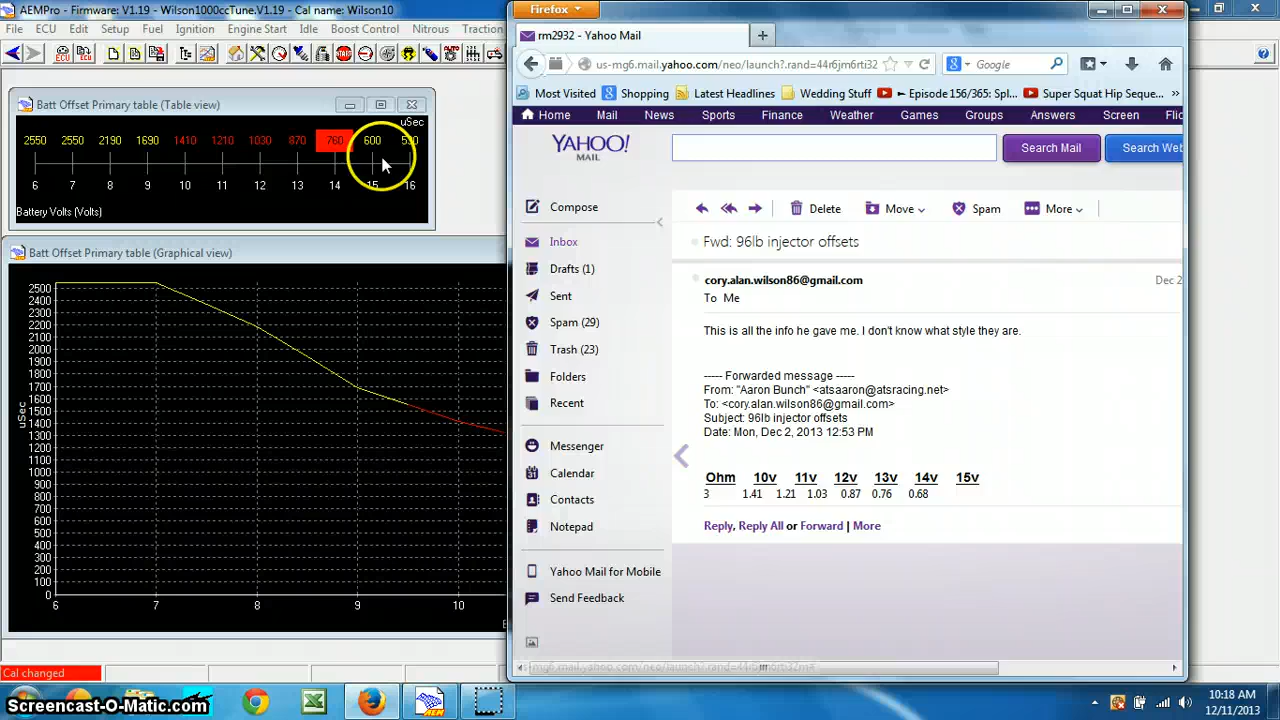 AEMPro - Firmware: V1.19 - Wilson1000ccTune.V1.19 - Cal name: Wilson10
File ECU Edit Setup Fuel Ignition Engine Start Idle Boost Control Nitrous Traction
Batt Offset Primary table (Table view)
uSec
2550 2550 2190 1690 1410 1210 1030 870 760 600
6 7 8 9 10 11 12 13 14 15 16
Battery Volts (Volts)
Batt Offset Primary table (Graphical view)
2500
2400
2300
2200
2100
2000
1900
1800
1700
1600
1500
1400
1300
1200
1100
1000
900
800
700
600
500
400
300
200
100
0
uSec
6 7 8 9 10
Cal changed
Firefox
rm2932 - Yahoo Mail
us-mg6.mail.yahoo.com/neo/launch?.rand=44r6jm6rti32
Google
Most Visited Shopping Latest Headlines Wedding Stuff ► Episode 156/365: Spl... Super Squat Hip Seque... »
Home Mail News Sports Finance Weather Games Groups Answers Screen Flic
YAHOO!
MAIL
Search Mail
Search Web
Compose
Delete Move Spam More
Inbox
Drafts (1)
Sent
Spam (29)
Trash (23)
Folders
Recent
Messenger
Calendar
Contacts
Notepad
Yahoo Mail for Mobile
Send Feedback
Fwd: 96lb injector offsets
cory.alan.wilson86@gmail.com Dec 2
To Me
This is all the info he gave me. I don't know what style they are.
----- Forwarded message -----
From: "Aaron Bunch" <atsaaron@atsracing.net>
To: <cory.alan.wilson86@gmail.com>
Subject: 96lb injector offsets
Date: Mon, Dec 2, 2013 12:53 PM
Ohm 10v 11v 12v 13v 14v 15v
3 1.41 1.21 1.03 0.87 0.76 0.68
Reply, Reply All or Forward | More
us-mg6.mail.yahoo.com/neo/launch?.rand=44r6jm6rti32m#
Screencast-O-Matic.com
10:18 AM
12/11/2013